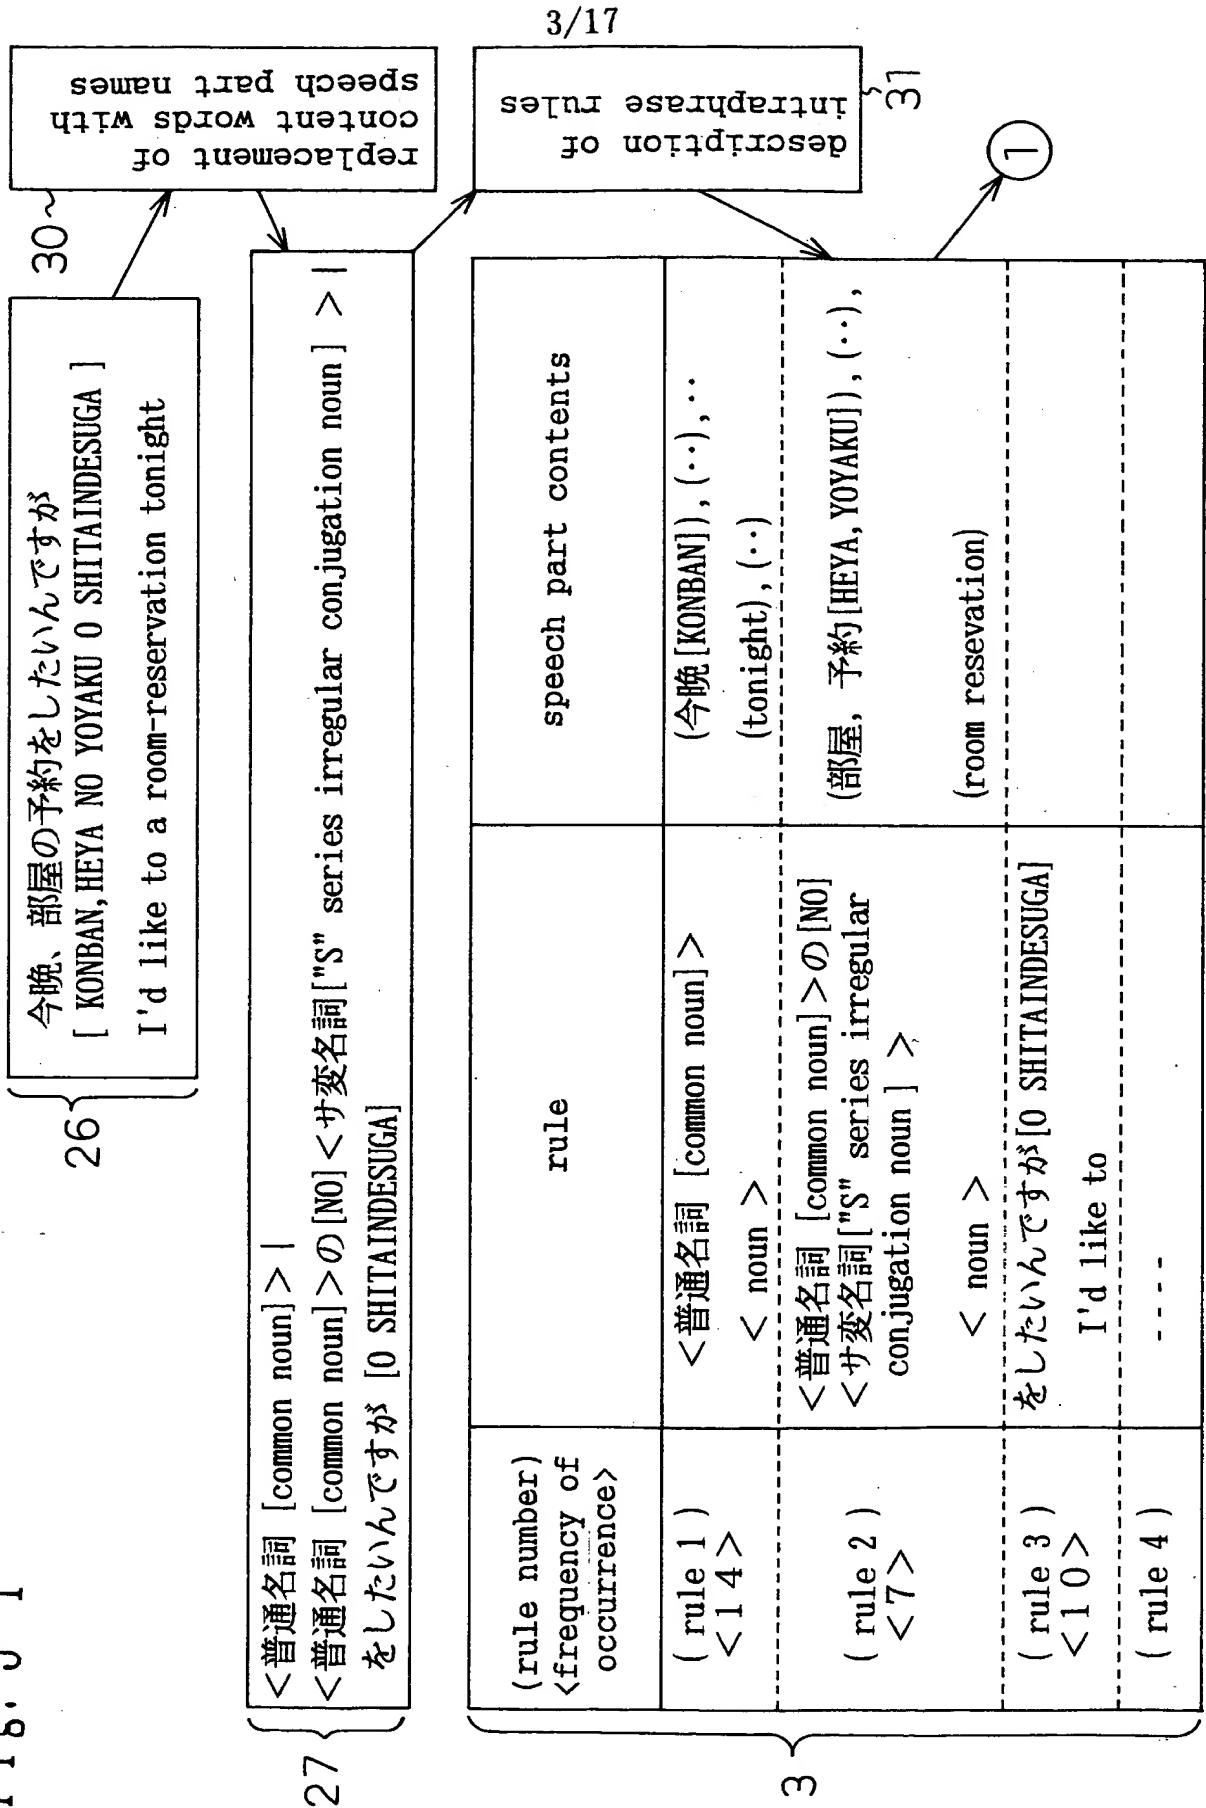 3/17
Fig. 3 1
26
今晩、部屋の予約をしたいんですが
[ KONBAN,HEYA NO YOYAKU O SHITAINDESUGA ]
I'd like to a room-reservation tonight
30
replacement of
content words with
speech part names
27
<普通名詞 [common noun]>|
<普通名詞 [common noun]>の[NO]<サ変名詞["S" series irregular conjugation noun] >|
をしたいんですが [O SHITAINDESUGA]
description of
intraphrase rules
31
3
(rule number)
<frequency of
occurrence>
rule
speech part contents
( rule 1 )
<14>
<普通名詞 [common noun]>
< noun >
(今晩[KONBAN]),(··),··
(tonight),(··)
( rule 2 )
<7>
<普通名詞 [common noun]>の[NO]
<サ変名詞["S" series irregular
conjugation noun ] >
< noun >
(部屋, 予約[HEYA,YOYAKU]),(··),
(room resevation)
( rule 3 )
<10>
をしたいんですが[O SHITAINDESUGA]
I'd like to
( rule 4 )
----
1